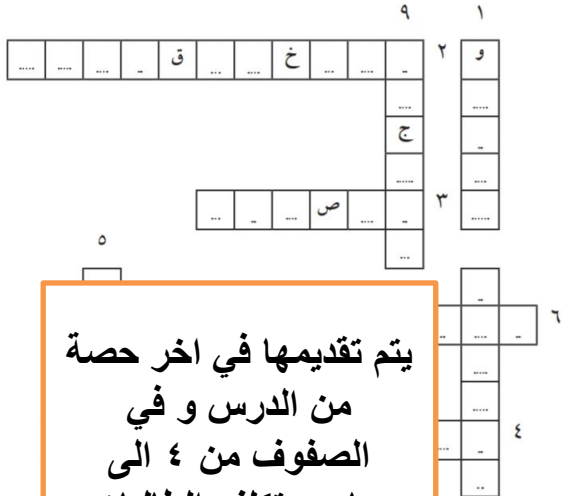 ٩ ١
٢ خ ق و
ج
٣ ص
٥
٦
يتم تقديمها في اخر حصة
من الدرس و في
٤
الصفوف من ٤ الى